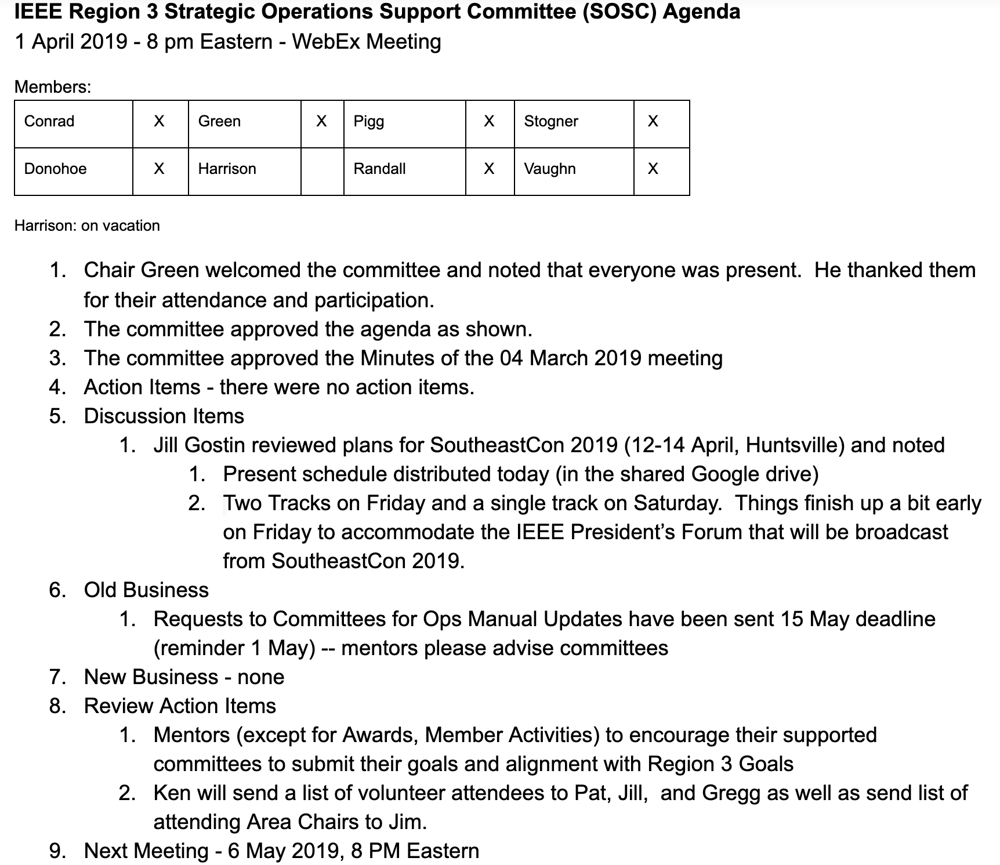 IEEE Region 3 Strategic Operations Support Committee (SOSC) Agenda
1 April 2019 - 8 pm Eastern - WebEx Meeting
Members:
Conrad X Green X Pigg X Stogner X
Donohoe X Harrison Randall X Vaughn X
Harrison: on vacation
1. Chair Green welcomed the committee and noted that everyone was present.  He thanked them
for their attendance and participation.
2. The committee approved the agenda as shown.
3. The committee approved the Minutes of the 04 March 2019 meeting
4. Action Items - there were no action items.
5. Discussion Items
1. Jill Gostin reviewed plans for SoutheastCon 2019 (12-14 April, Huntsville) and noted
1. Present schedule distributed today (in the shared Google drive)
2. Two Tracks on Friday and a single track on Saturday.  Things finish up a bit early
on Friday to accommodate the IEEE President’s Forum that will be broadcast
from SoutheastCon 2019.
6. Old Business
1. Requests to Committees for Ops Manual Updates have been sent 15 May deadline
(reminder 1 May) -- mentors please advise committees
7. New Business - none
8. Review Action Items
1. Mentors (except for Awards, Member Activities) to encourage their supported
committees to submit their goals and alignment with Region 3 Goals
2. Ken will send a list of volunteer attendees to Pat, Jill,  and Gregg as well as send list of
attending Area Chairs to Jim.
9. Next Meeting - 6 May 2019, 8 PM Eastern